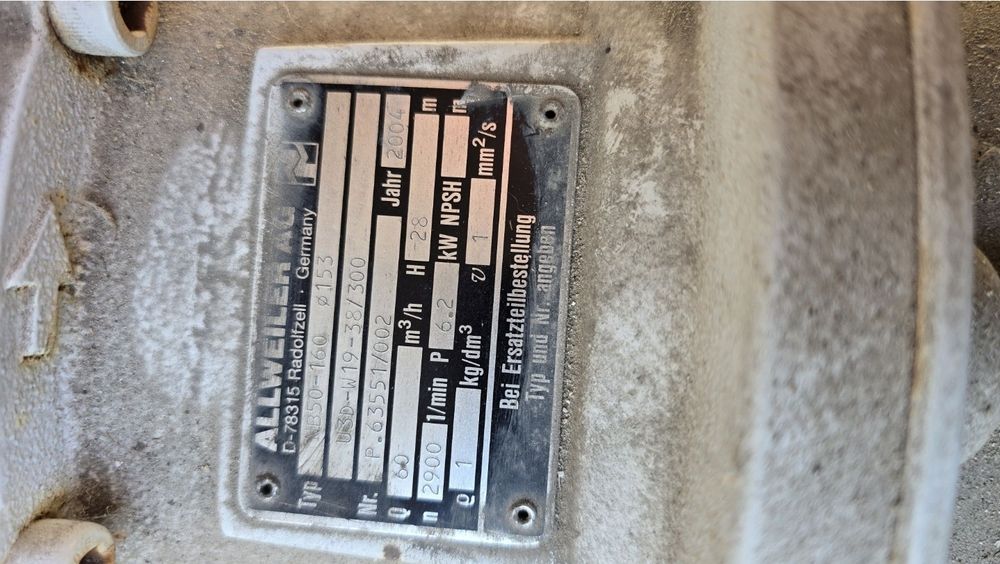 ALLWEILER AG
D-78315 Radolfzell Germany
Typ NB50-160 ø153
U3D-W19-38/300
Nr. P.63551/002 Jahr 2004
Q 60 m³/h H 28 m
n 2900 1/min P 6.2 kW NPSH m
ϱ 1 kg/dm³ ν 1 mm²/s
Bei Ersatzteilbestellung
Typ und Nr. angeben